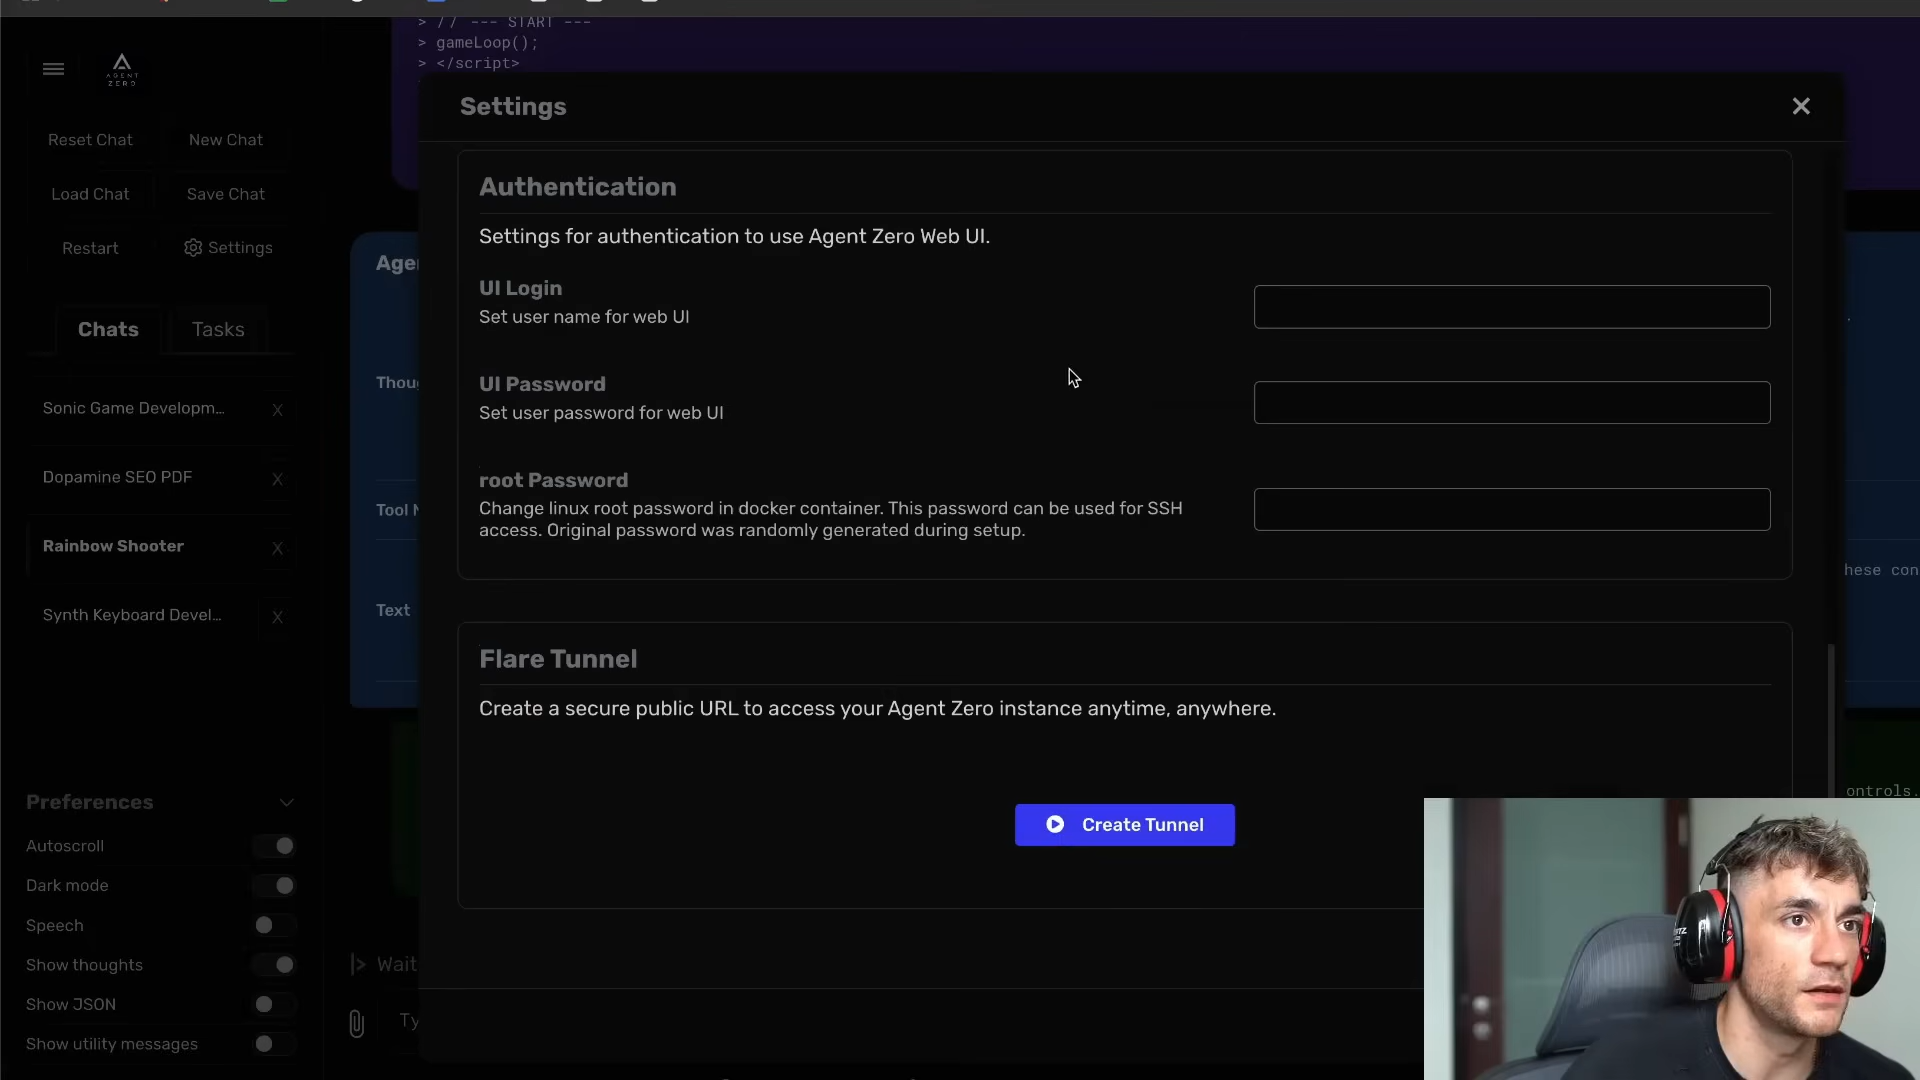 > // --- START ---
> gameLoop();
> </script>
AGENT ZERO
Reset Chat
New Chat
Load Chat
Save Chat
Restart
Settings
Chats
Tasks
Sonic Game Developm...
X
Dopamine SEO PDF
X
Rainbow Shooter
X
Synth Keyboard Devel...
X
Preferences
Autoscroll
Dark mode
Speech
Show thoughts
Show JSON
Show utility messages
Settings
Authentication
Settings for authentication to use Agent Zero Web UI.
UI Login
Set user name for web UI
UI Password
Set user password for web UI
root Password
Change linux root password in docker container. This password can be used for SSH
access. Original password was randomly generated during setup.
Flare Tunnel
Create a secure public URL to access your Agent Zero instance anytime, anywhere.
Create Tunnel
Text